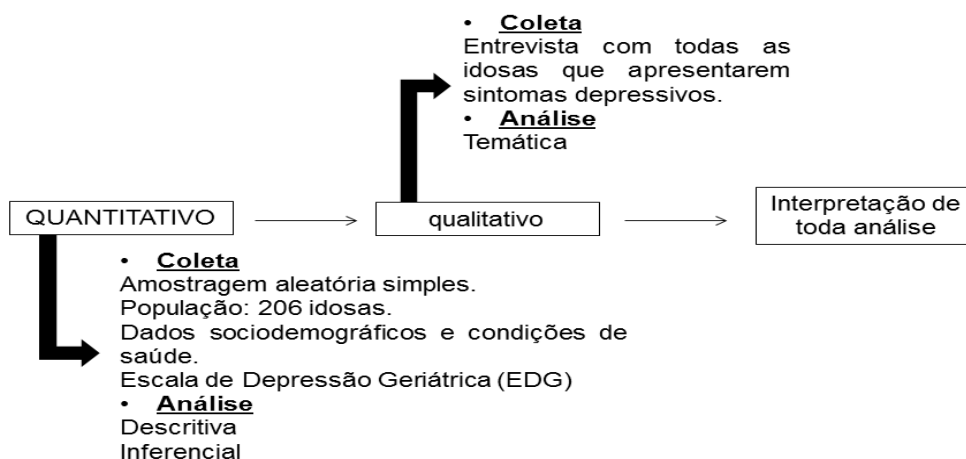 • Coleta
Entrevista com todas as
idosas que apresentarem
sintomas depressivos.
• Análise
Temática
QUANTITATIVO
qualitativo
Interpretação de
toda análise
• Coleta
Amostragem aleatória simples.
População: 206 idosas.
Dados sociodemográficos e condições de
saúde.
Escala de Depressão Geriátrica (EDG)
• Análise
Descritiva
Inferencial